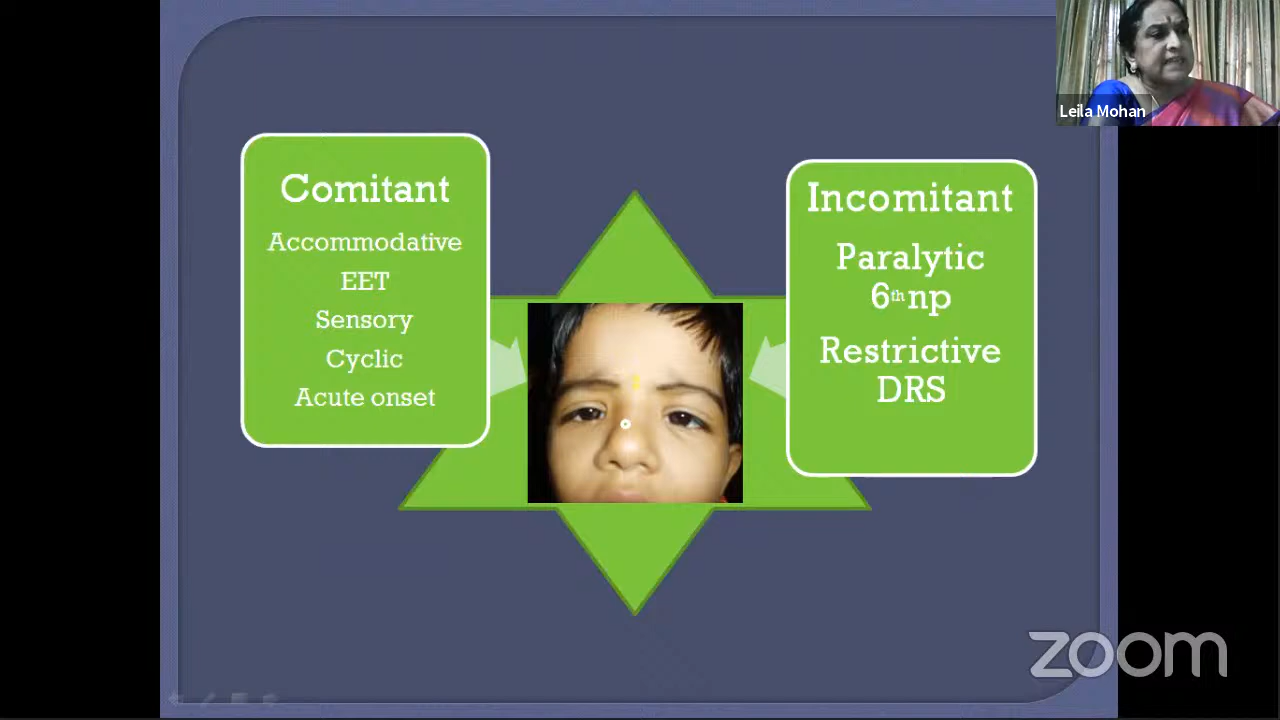 Leila Mohan
Comitant
Accommodative
EET
Sensory
Cyclic
Acute onset
Incomitant
Paralytic
6th np
Restrictive
DRS
zoom